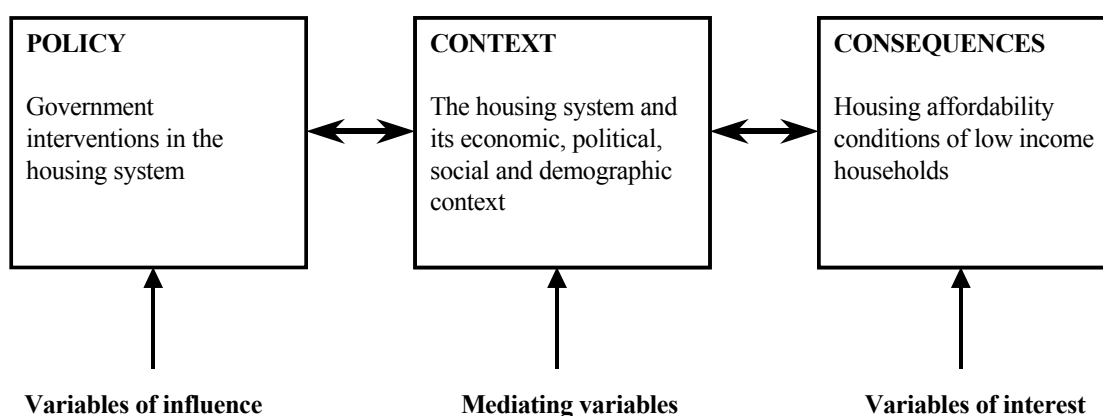 POLICY
Government
interventions in the
housing system
CONTEXT
The housing system and
its economic, political,
social and demographic
context
CONSEQUENCES
Housing affordability
conditions of low income
households
Variables of influence
Mediating variables
Variables of interest